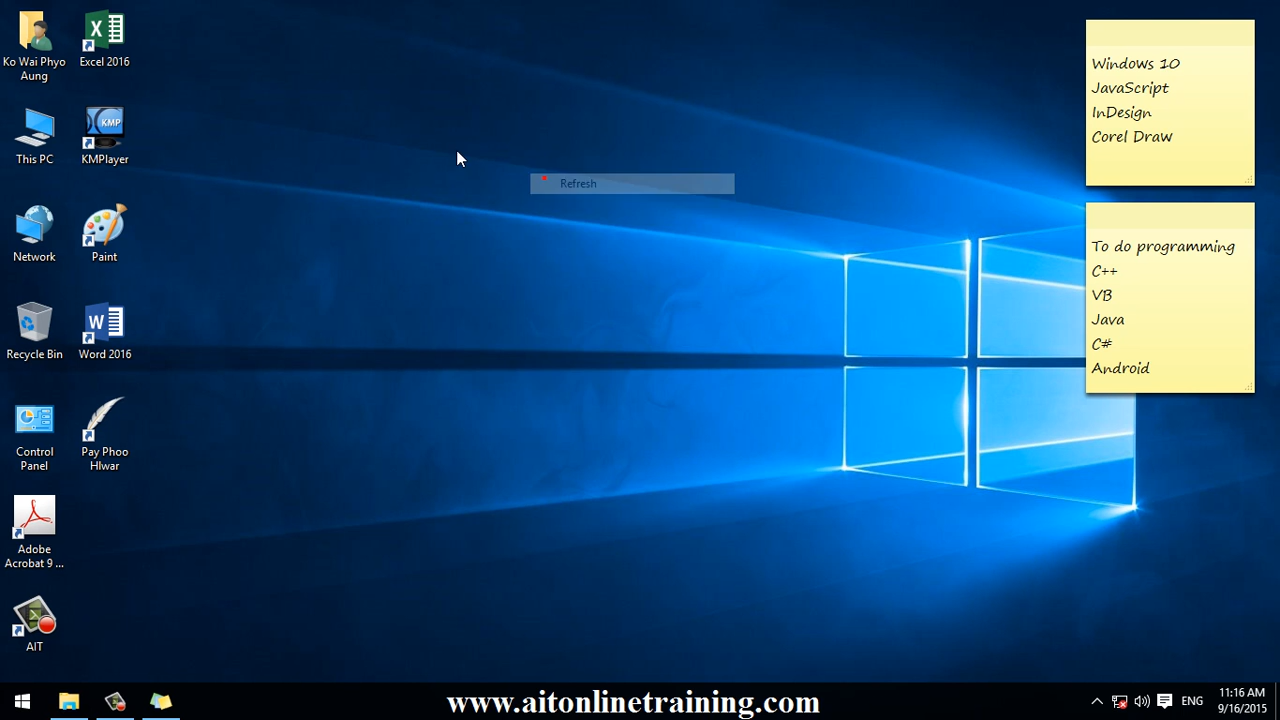 Ko Wai Phyo
Aung
Excel 2016
This PC
KMP
KMPlayer
Network
Paint
Recycle Bin
Word 2016
Control
Panel
Pay Phoo
Hlwar
Adobe
Acrobat 9 ...
AIT
Refresh
Windows 10
JavaScript
InDesign
Corel Draw
To do programming
C++
VB
Java
C#
Android
www.aitonlinetraining.com
ENG
11:16 AM
9/16/2015